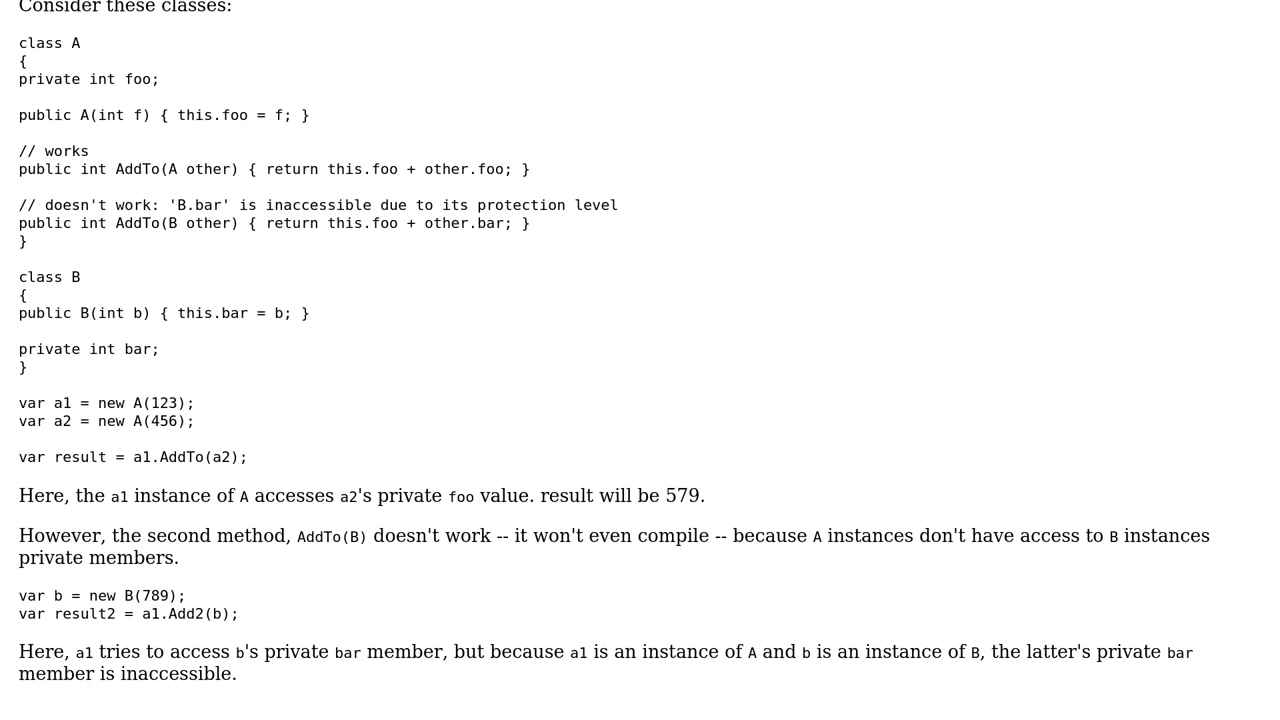 Consider these classes:
class A
{
private int foo;
public A(int f) { this.foo = f; }
// works
public int AddTo(A other) { return this.foo + other.foo; }
// doesn't work: 'B.bar' is inaccessible due to its protection level
public int AddTo(B other) { return this.foo + other.bar; }
}
class B
{
public B(int b) { this.bar = b; }
private int bar;
}
var a1 = new A(123);
var a2 = new A(456);
var result = a1.AddTo(a2);
Here, the a1 instance of A accesses a2's private foo value. result will be 579.
However, the second method, AddTo(B) doesn't work -- it won't even compile -- because A instances don't have access to B instances
private members.
var b = new B(789);
var result2 = a1.Add2(b);
Here, a1 tries to access b's private bar member, but because a1 is an instance of A and b is an instance of B, the latter's private bar
member is inaccessible.